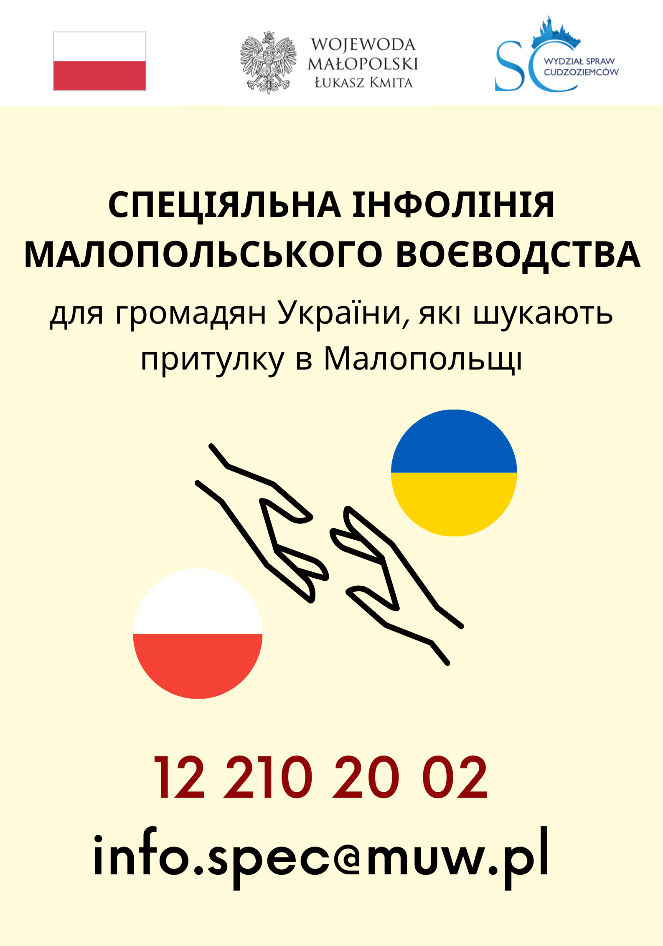 WOJEWODA
MAŁOPOLSKI
ŁUKASZ KMITA
SC
WYDZIAŁ SPRAW
CUDZOZIEMCÓW
СПЕЦІЯЛЬНА ІНФОЛІНІЯ
МАЛОПОЛЬСЬКОГО ВОЄВОДСТВА
для громадян України, які шукають
притулку в Малопольщі
12 210 20 02
info.spec@muw.pl